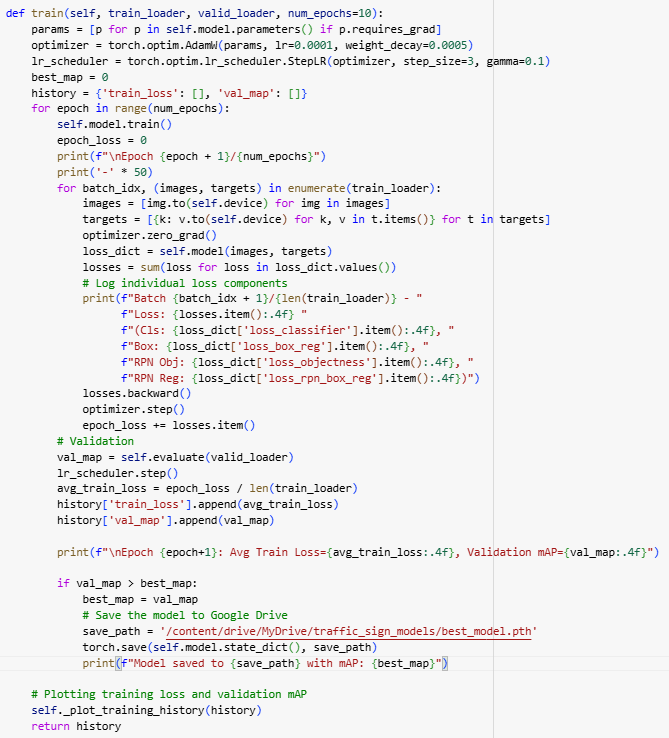 def train(self, train_loader, valid_loader, num_epochs=10):
    params = [p for p in self.model.parameters() if p.requires_grad]
    optimizer = torch.optim.AdamW(params, lr=0.0001, weight_decay=0.0005)
    lr_scheduler = torch.optim.lr_scheduler.StepLR(optimizer, step_size=3, gamma=0.1)
    best_map = 0
    history = {'train_loss': [], 'val_map': []}
    for epoch in range(num_epochs):
        self.model.train()
        epoch_loss = 0
        print(f"\nEpoch {epoch + 1}/{num_epochs}")
        print('-' * 50)
        for batch_idx, (images, targets) in enumerate(train_loader):
            images = [img.to(self.device) for img in images]
            targets = [{k: v.to(self.device) for k, v in t.items()} for t in targets]
            optimizer.zero_grad()
            loss_dict = self.model(images, targets)
            losses = sum(loss for loss in loss_dict.values())
            # Log individual loss components
            print(f"Batch {batch_idx + 1}/{len(train_loader)} - "
                  f"Loss: {losses.item():.4f} "
                  f"(Cls: {loss_dict['loss_classifier'].item():.4f}, "
                  f"Box: {loss_dict['loss_box_reg'].item():.4f}, "
                  f"RPN Obj: {loss_dict['loss_objectness'].item():.4f}, "
                  f"RPN Reg: {loss_dict['loss_rpn_box_reg'].item():.4f})")
            losses.backward()
            optimizer.step()
            epoch_loss += losses.item()
        # Validation
        val_map = self.evaluate(valid_loader)
        lr_scheduler.step()
        avg_train_loss = epoch_loss / len(train_loader)
        history['train_loss'].append(avg_train_loss)
        history['val_map'].append(val_map)
        print(f"\nEpoch {epoch+1}: Avg Train Loss={avg_train_loss:.4f}, Validation mAP={val_map:.4f}")
        if val_map > best_map:
            best_map = val_map
            # Save the model to Google Drive
            save_path = '/content/drive/MyDrive/traffic_sign_models/best_model.pth'
            torch.save(self.model.state_dict(), save_path)
            print(f"Model saved to {save_path} with mAP: {best_map}")
    # Plotting training loss and validation mAP
    self._plot_training_history(history)
    return history